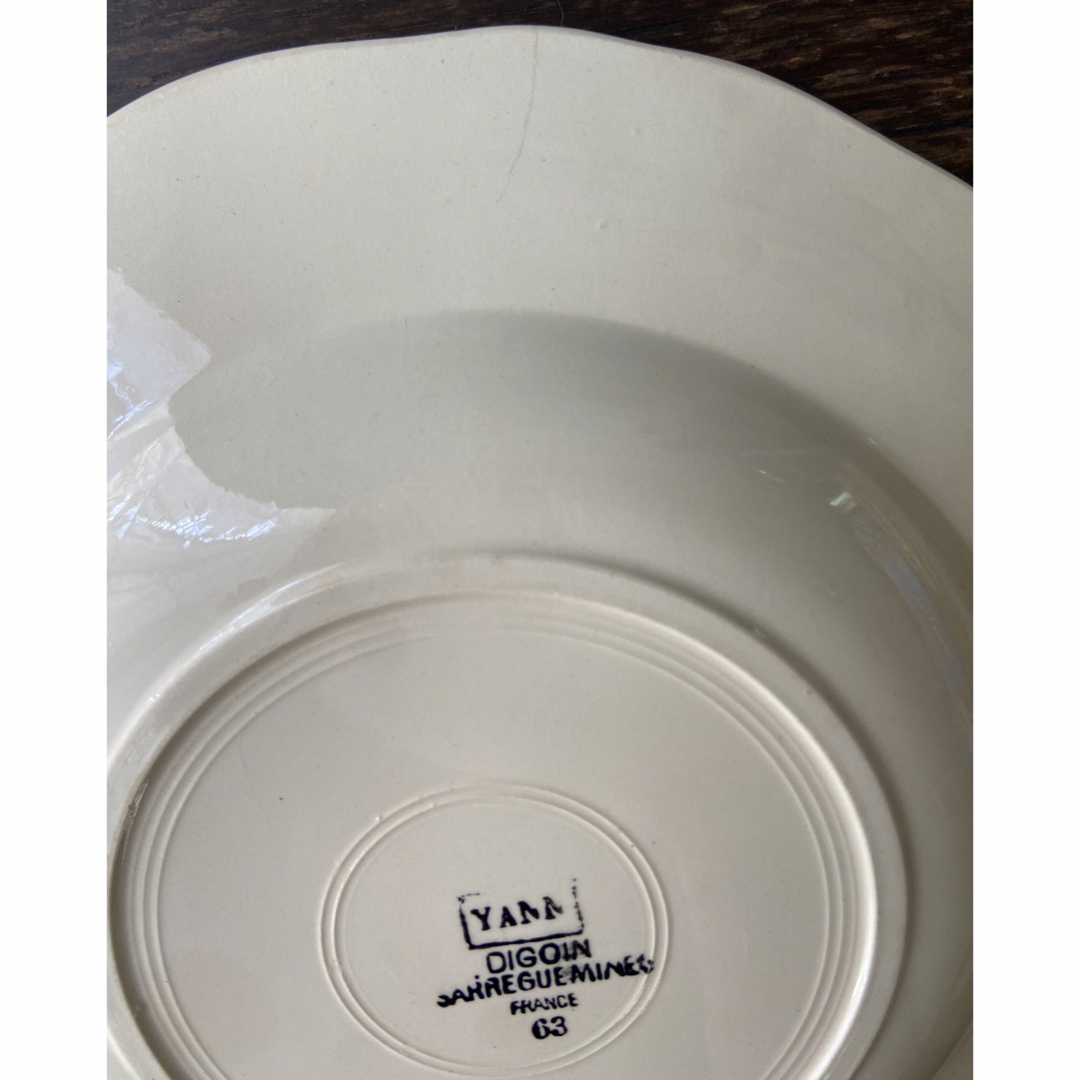 YANN
DIGOIN
SARREGUEMINES
FRANCE
63